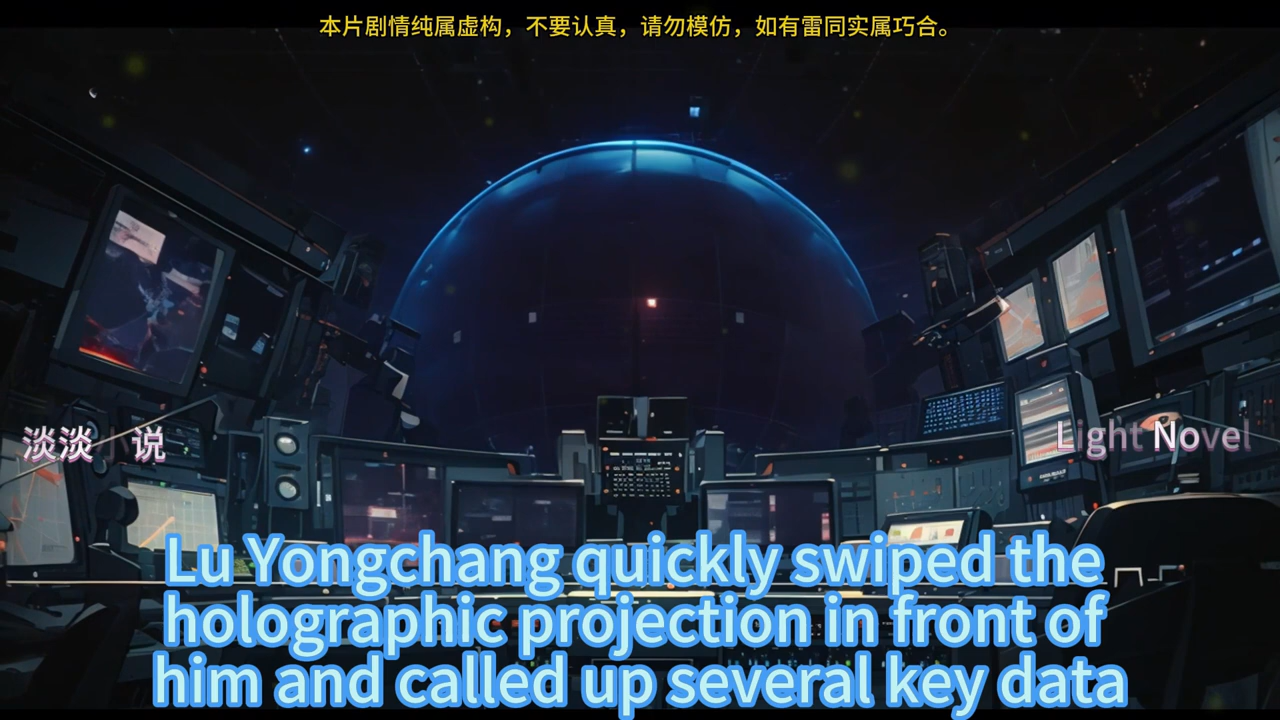 本片剧情纯属虚构，不要认真，请勿模仿，如有雷同实属巧合。
淡淡小说
Light Novel
Lu Yongchang quickly swiped the
holographic projection in front of
him and called up several key data